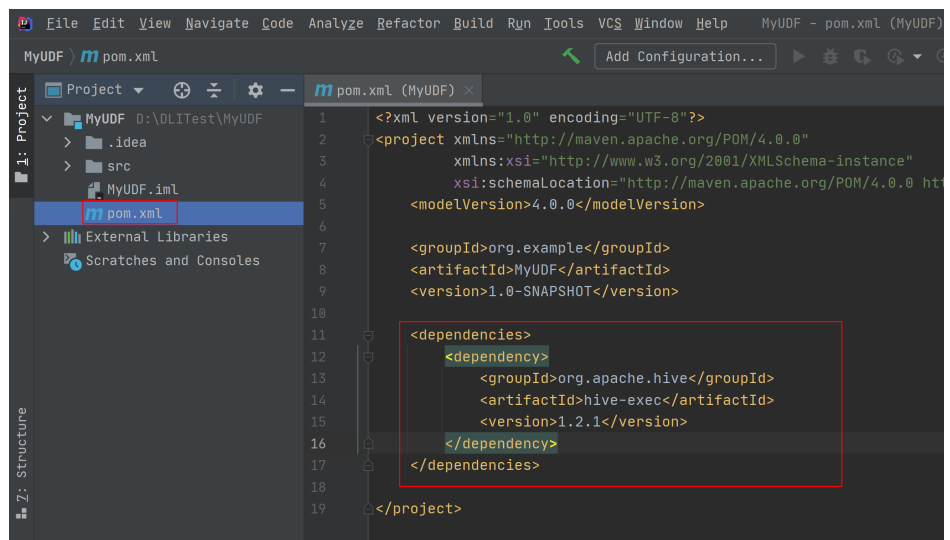 File Edit View Navigate Code Analyze Refactor Build Run Tools VCS Window Help MyUDF - pom.xml (MyUDF)
MyUDF pom.xml Add Configuration...
1: Project
Project
pom.xml (MyUDF)
MyUDF D:\DLITest\MyUDF
.idea
src
MyUDF.iml
pom.xml
External Libraries
Scratches and Consoles
Z: Structure
1 <?xml version="1.0" encoding="UTF-8"?>
2 <project xmlns="http://maven.apache.org/POM/4.0.0"
3 xmlns:xsi="http://www.w3.org/2001/XMLSchema-instance"
4 xsi:schemaLocation="http://maven.apache.org/POM/4.0.0 htt
5 <modelVersion>4.0.0</modelVersion>
6
7 <groupId>org.example</groupId>
8 <artifactId>MyUDF</artifactId>
9 <version>1.0-SNAPSHOT</version>
10
11 <dependencies>
12 <dependency>
13 <groupId>org.apache.hive</groupId>
14 <artifactId>hive-exec</artifactId>
15 <version>1.2.1</version>
16 </dependency>
17 </dependencies>
18
19 </project>